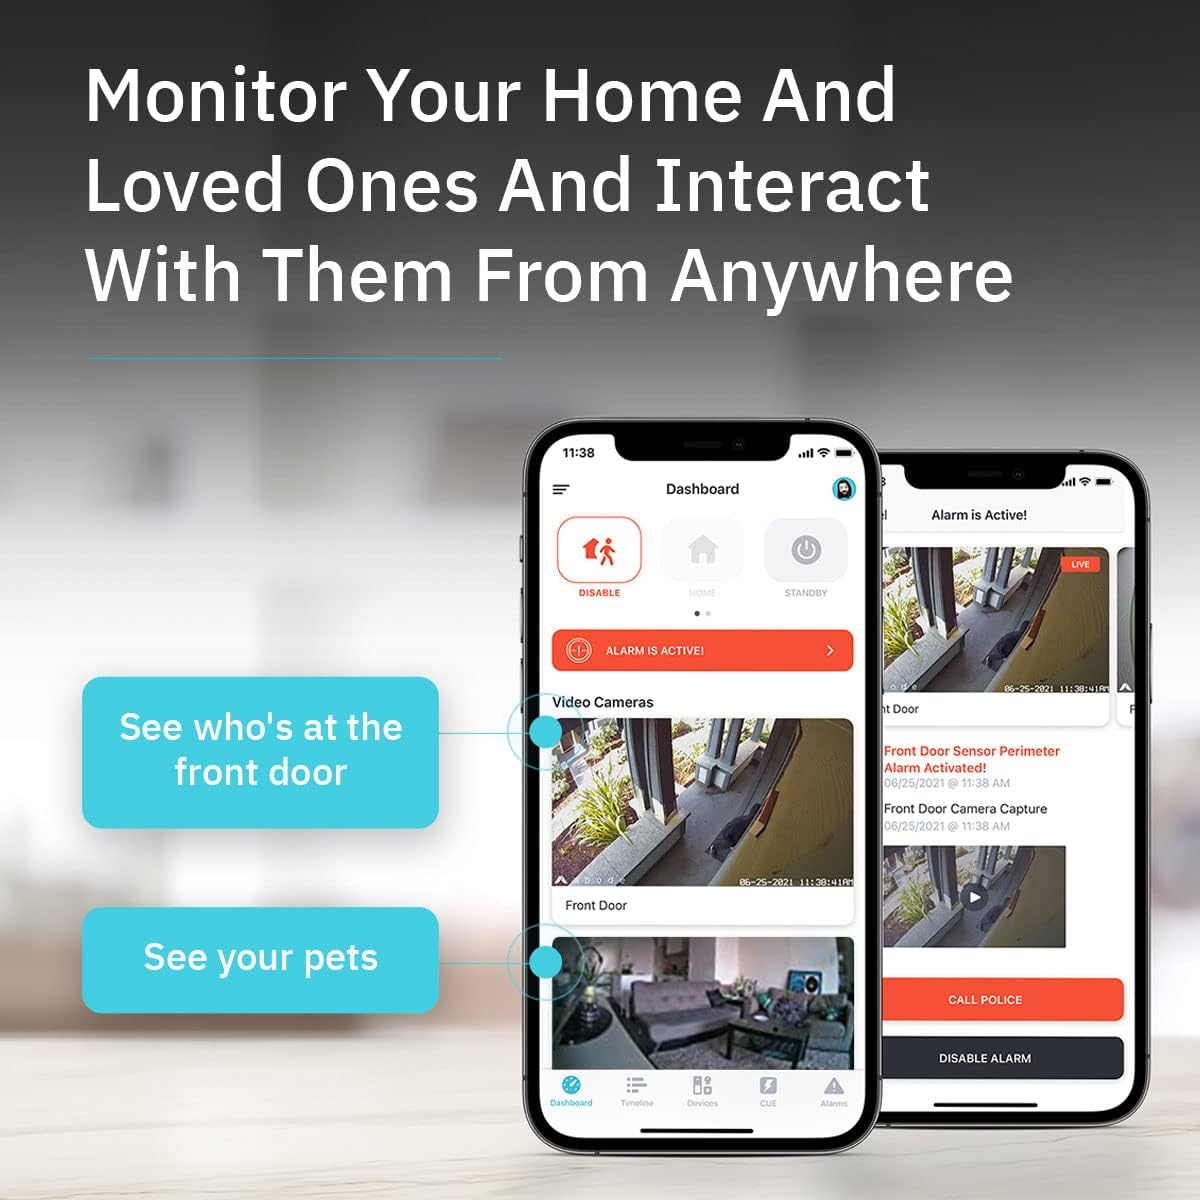 Monitor Your Home And
Loved Ones And Interact
With Them From Anywhere
See who's at the
front door
See your pets
11:38
Dashboard
DISABLE
HOME
STANDBY
ALARM IS ACTIVE!
Video Cameras
abode
06-25-2021 11:38:41AM
Front Door
Dashboard
Timeline
Devices
CUE
Alarms
Alarm is Active!
LIVE
06-25-2021 11:38:41AM
Door
Front Door Sensor Perimeter
Alarm Activated!
06/25/2021 @ 11:38 AM
Front Door Camera Capture
06/25/2021 @ 11:38 AM
CALL POLICE
DISABLE ALARM